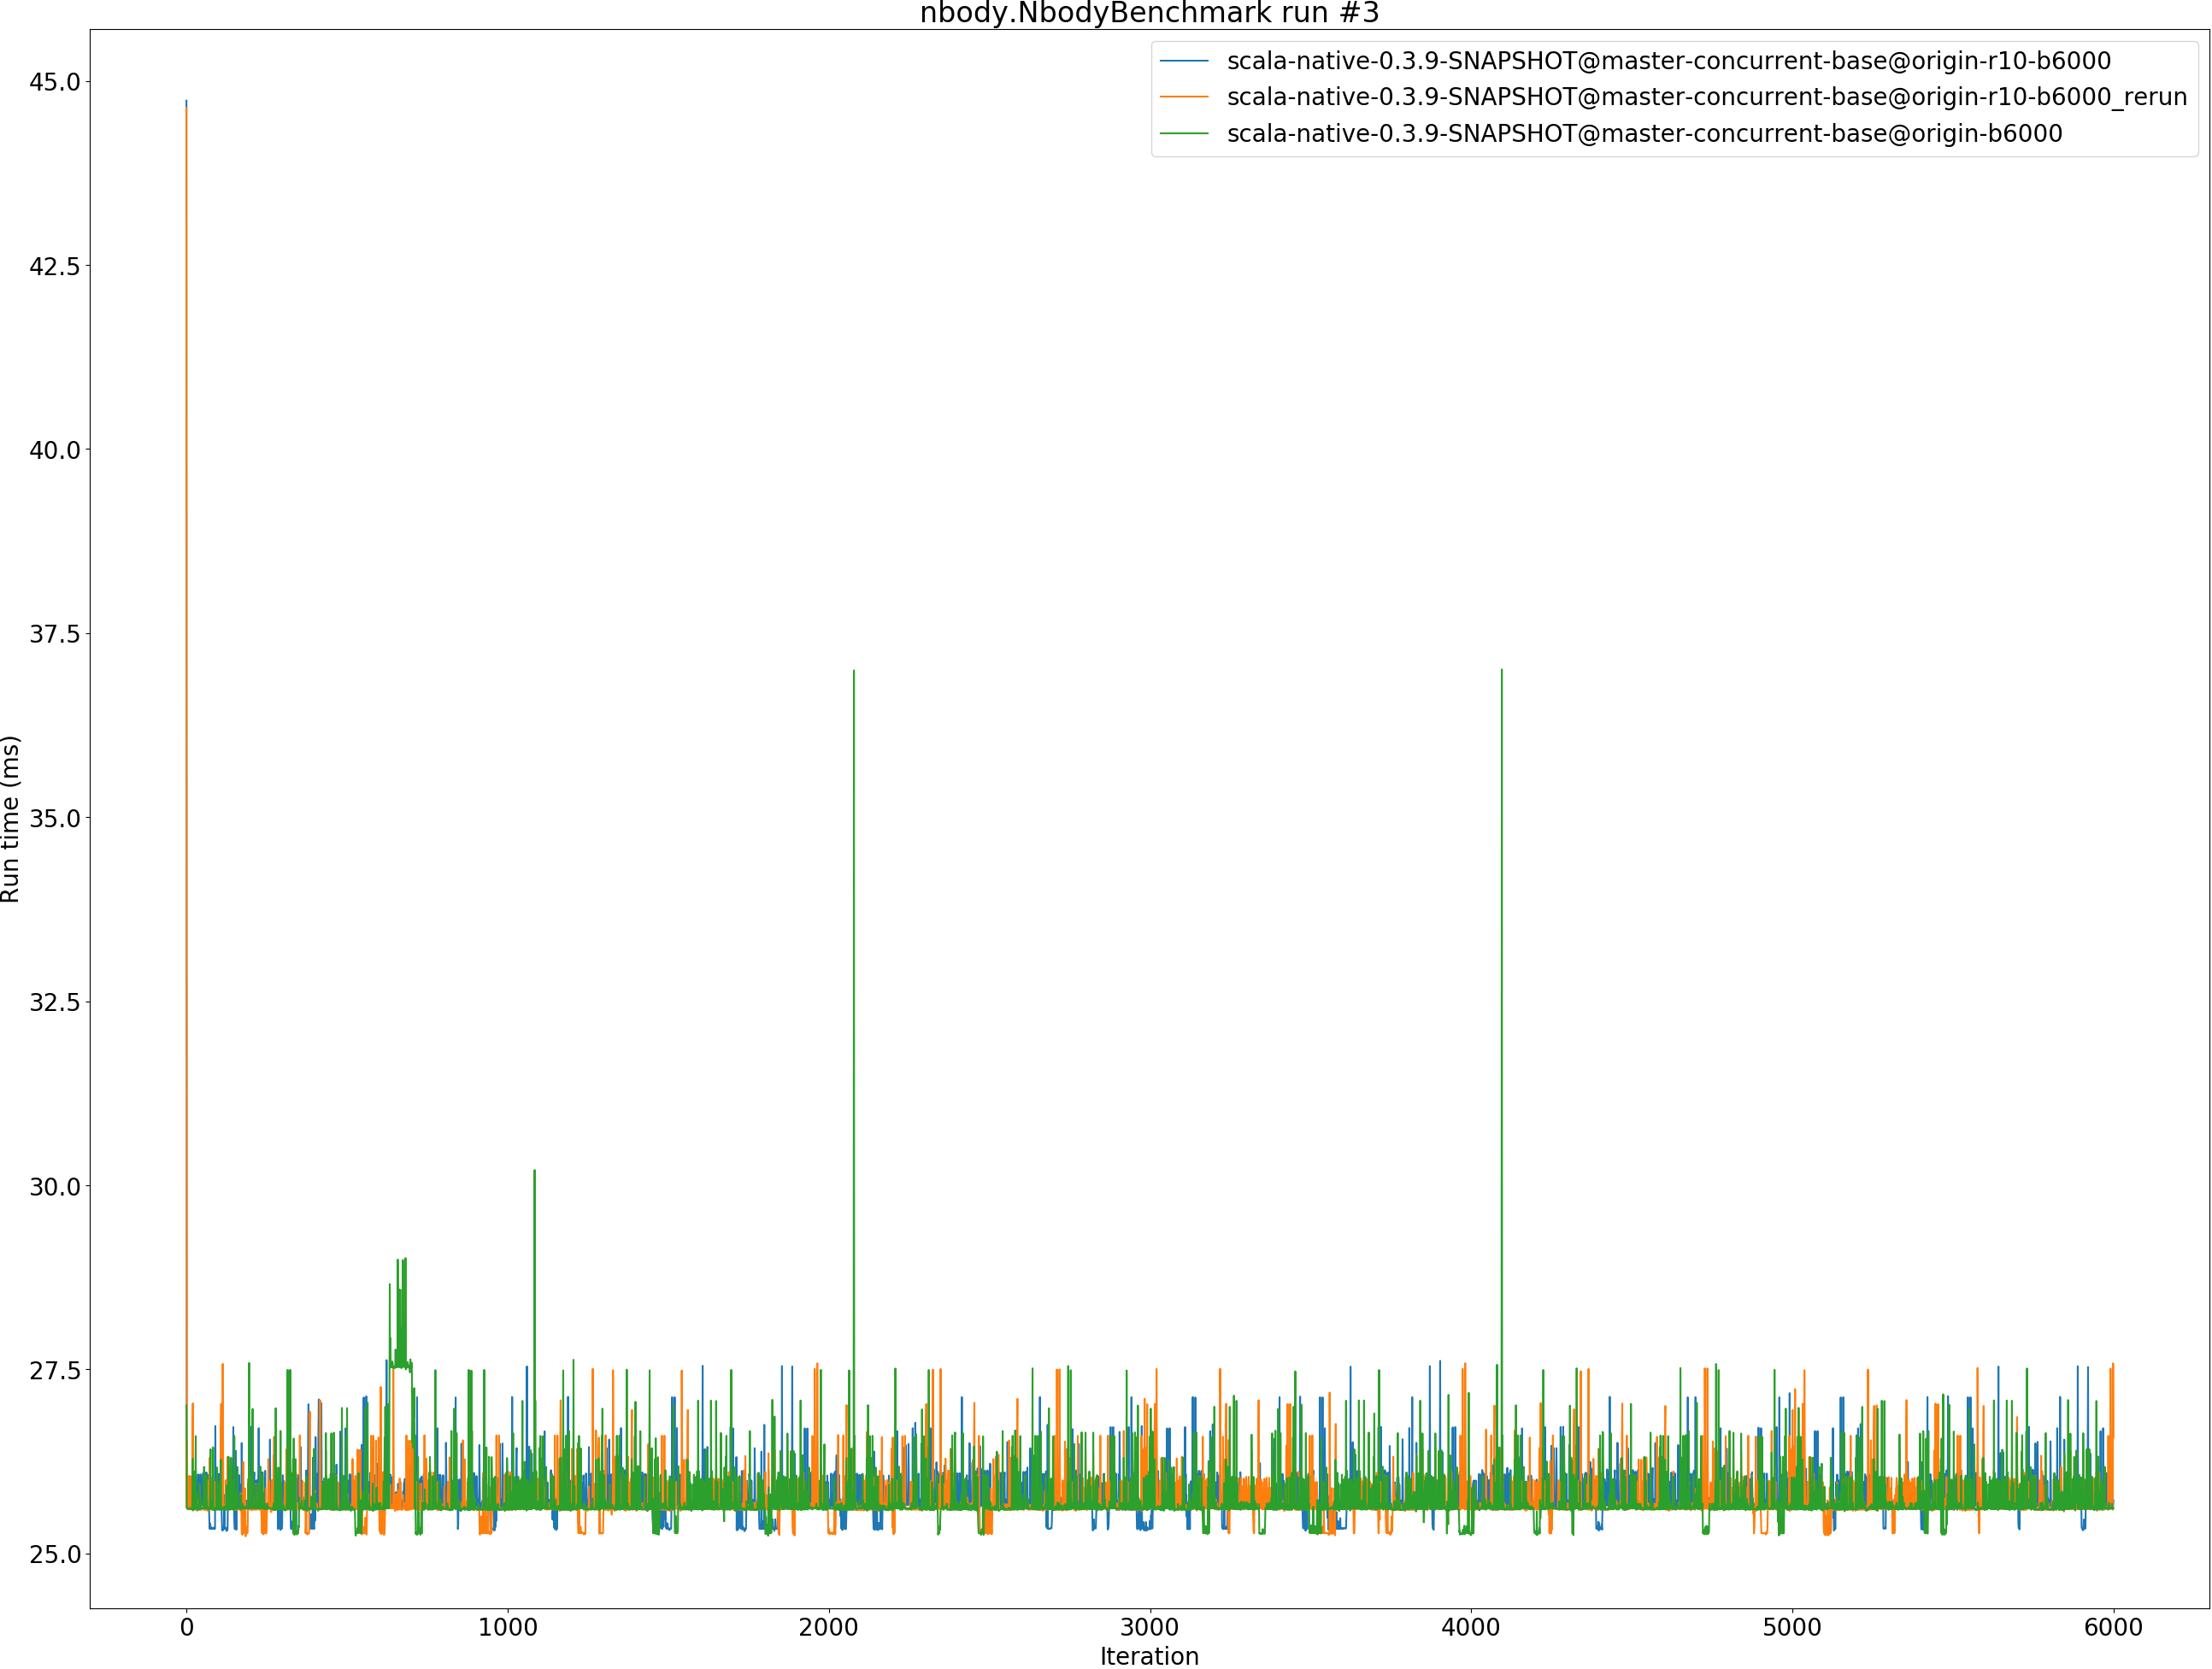 nbody.NbodyBenchmark run #3
scala-native-0.3.9-SNAPSHOT@master-concurrent-base@origin-r10-b6000
scala-native-0.3.9-SNAPSHOT@master-concurrent-base@origin-r10-b6000_rerun
scala-native-0.3.9-SNAPSHOT@master-concurrent-base@origin-b6000
45.0
42.5
40.0
37.5
35.0
32.5
30.0
27.5
25.0
Run time (ms)
0 1000 2000 3000 4000 5000 6000
Iteration